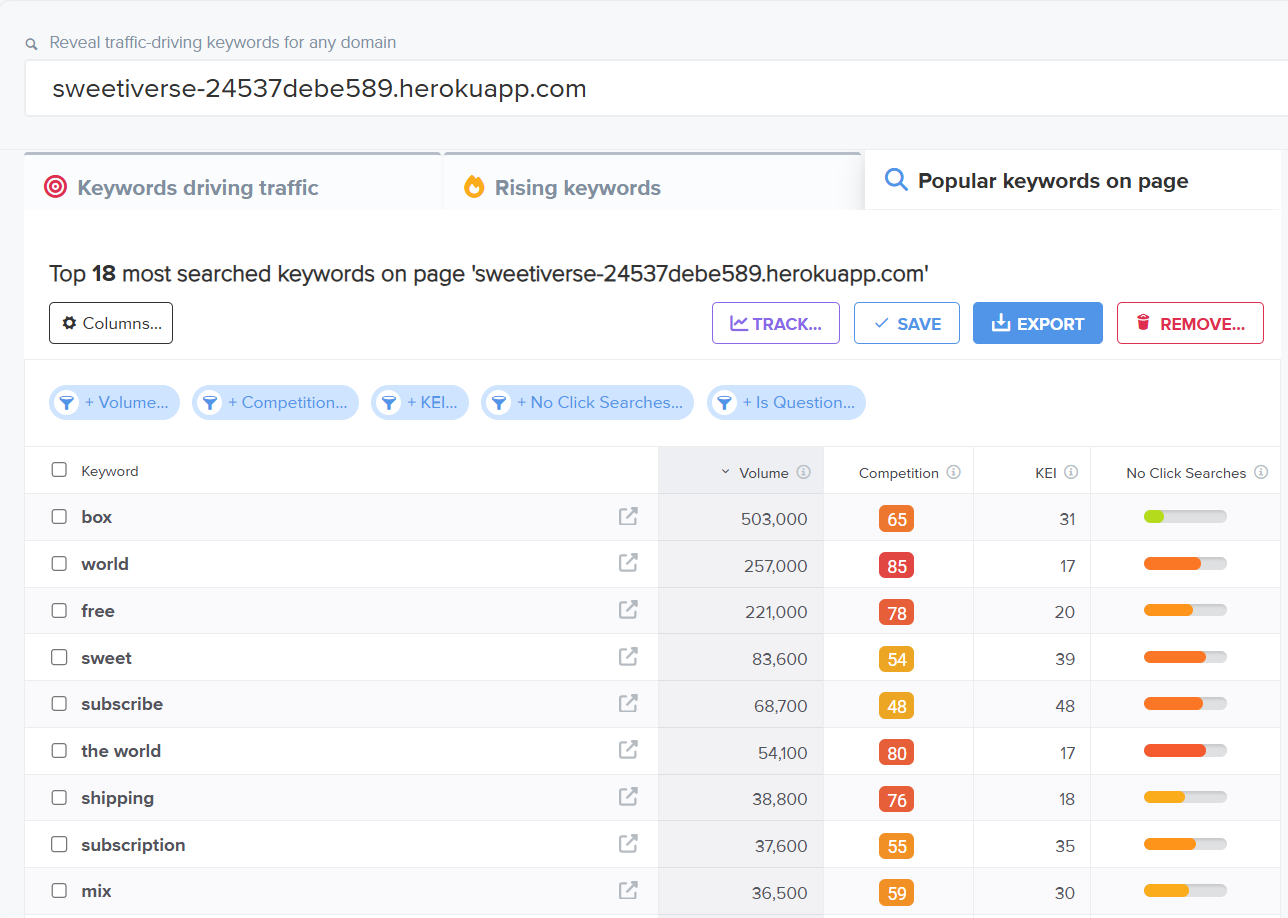 Reveal traffic-driving keywords for any domain
sweetiverse-24537debe589.herokuapp.com
Keywords driving traffic Rising keywords Popular keywords on page
Top 18 most searched keywords on page 'sweetiverse-24537debe589.herokuapp.com'
Columns... TRACK... SAVE EXPORT REMOVE...
+ Volume... + Competition... + KEI... + No Click Searches... + Is Question...
Keyword Volume Competition KEI No Click Searches
box 503,000 65 31
world 257,000 85 17
free 221,000 78 20
sweet 83,600 54 39
subscribe 68,700 48 48
the world 54,100 80 17
shipping 38,800 76 18
subscription 37,600 55 35
mix 36,500 59 30